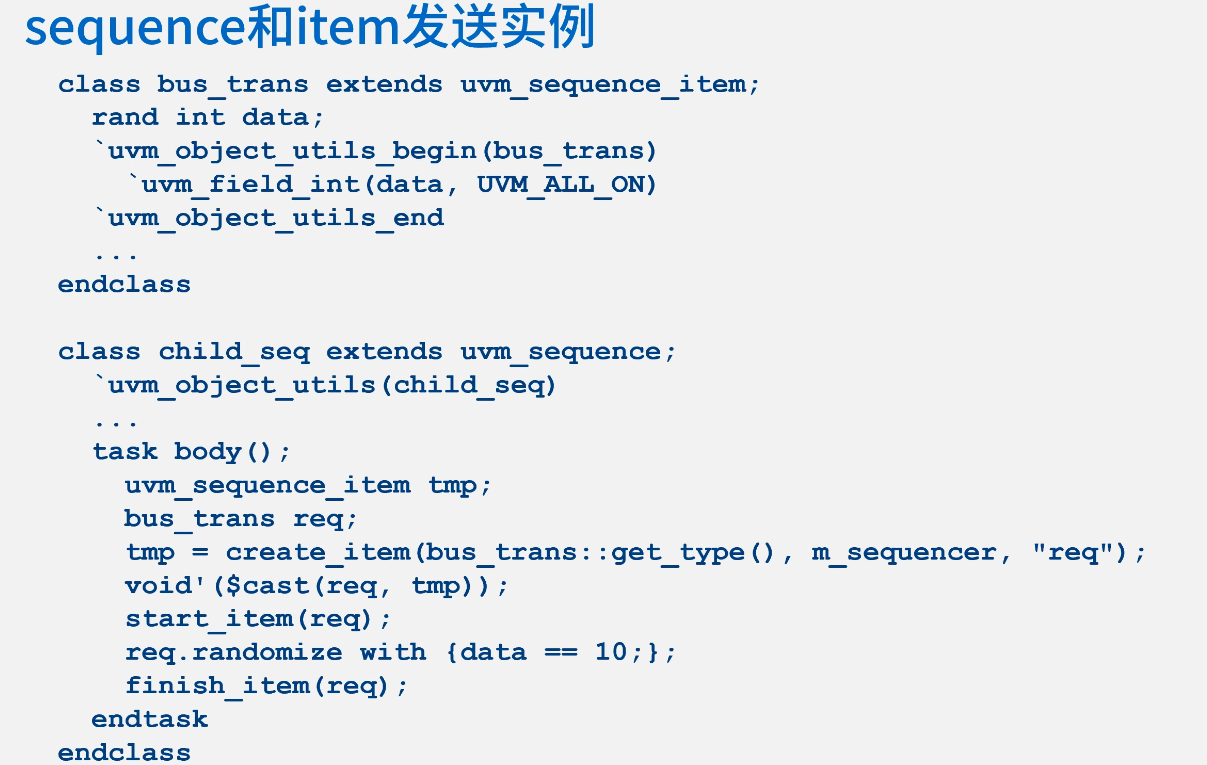 sequence和item发送实例
class bus_trans extends uvm_sequence_item;
rand int data;
`uvm_object_utils_begin(bus_trans)
`uvm_field_int(data, UVM_ALL_ON)
`uvm_object_utils_end
...
endclass
class child_seq extends uvm_sequence;
`uvm_object_utils(child_seq)
...
task body();
uvm_sequence_item tmp;
bus_trans req;
tmp = create_item(bus_trans::get_type(), m_sequencer, "req");
void'($cast(req, tmp));
start_item(req);
req.randomize with {data == 10;};
finish_item(req);
endtask
endclass